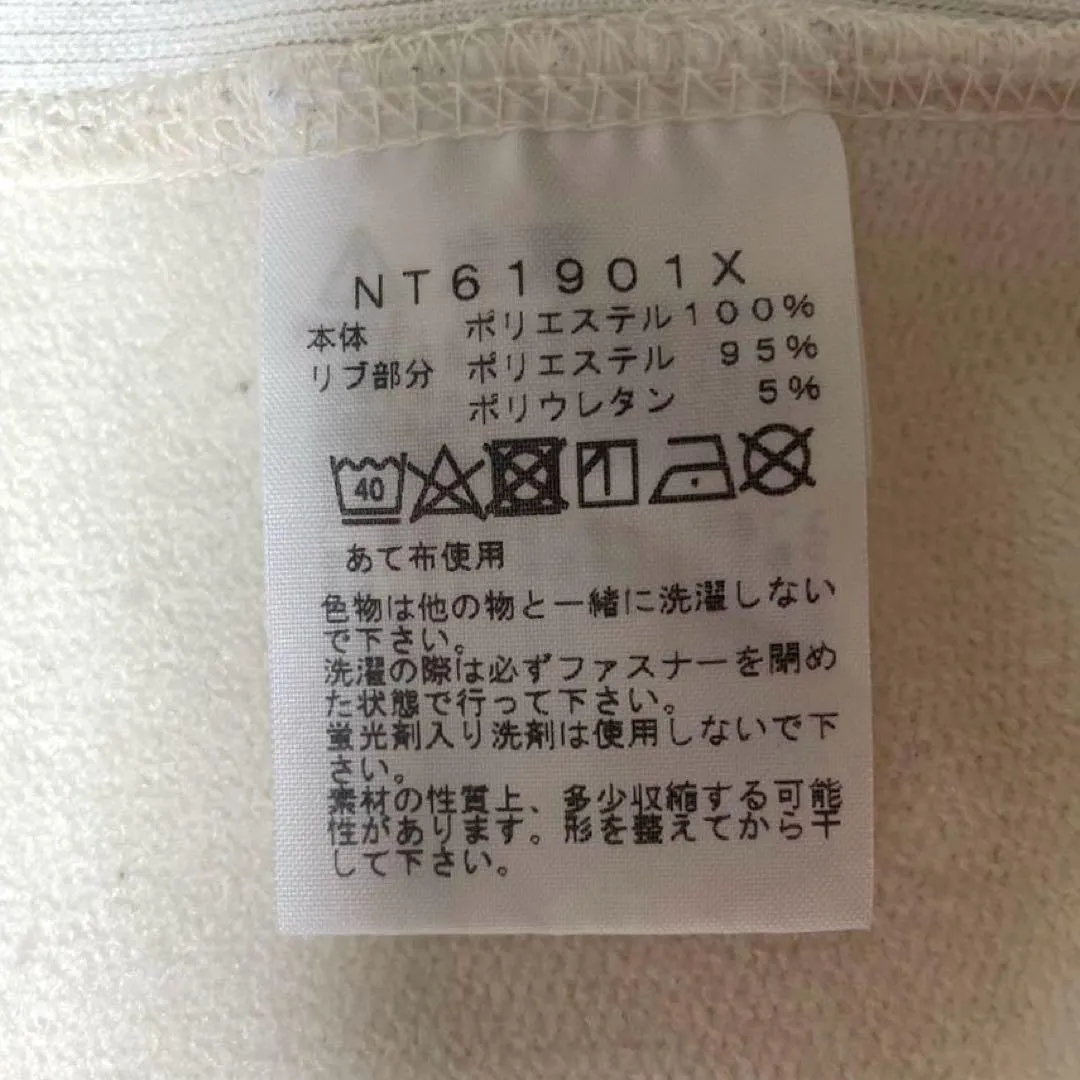 NT61901X
本体 ポリエステル100%
リブ部分 ポリエステル 95%
ポリウレタン 5%
40
あて布使用
色物は他の物と一緒に洗濯しない
で下さい。
洗濯の際は必ずファスナーを閉め
た状態で行って下さい。
蛍光剤入り洗剤は使用しないで下
さい。
素材の性質上、多少収縮する可能
性があります。形を整えてから干
して下さい。